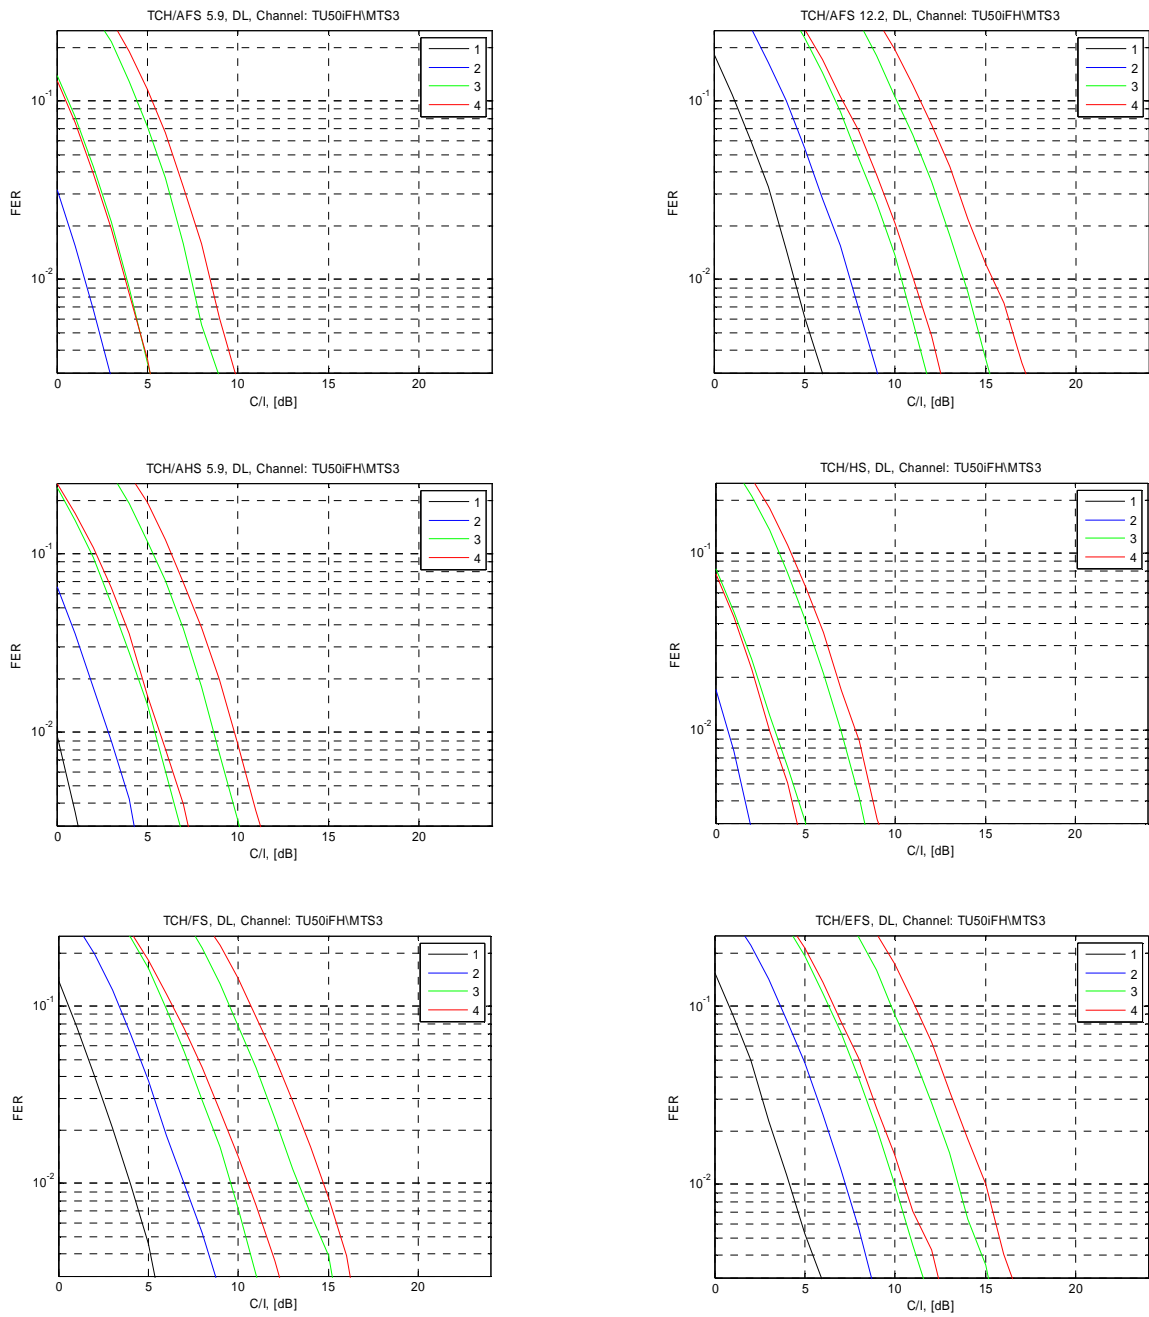 TCH/AFS 5.9, DL, Channel: TU50iFH\MTS3
1
2
3
4
10-1
10-2
FER
0 5 10 15 20
C/I, [dB]
TCH/AFS 12.2, DL, Channel: TU50iFH\MTS3
1
2
3
4
10-1
10-2
FER
0 5 10 15 20
C/I, [dB]
TCH/AHS 5.9, DL, Channel: TU50iFH\MTS3
1
2
3
4
10-1
10-2
FER
0 5 10 15 20
C/I, [dB]
TCH/HS, DL, Channel: TU50iFH\MTS3
1
2
3
4
10-1
10-2
FER
0 5 10 15 20
C/I, [dB]
TCH/FS, DL, Channel: TU50iFH\MTS3
1
2
3
4
10-1
10-2
FER
0 5 10 15 20
C/I, [dB]
TCH/EFS, DL, Channel: TU50iFH\MTS3
1
2
3
4
10-1
10-2
FER
0 5 10 15 20
C/I, [dB]